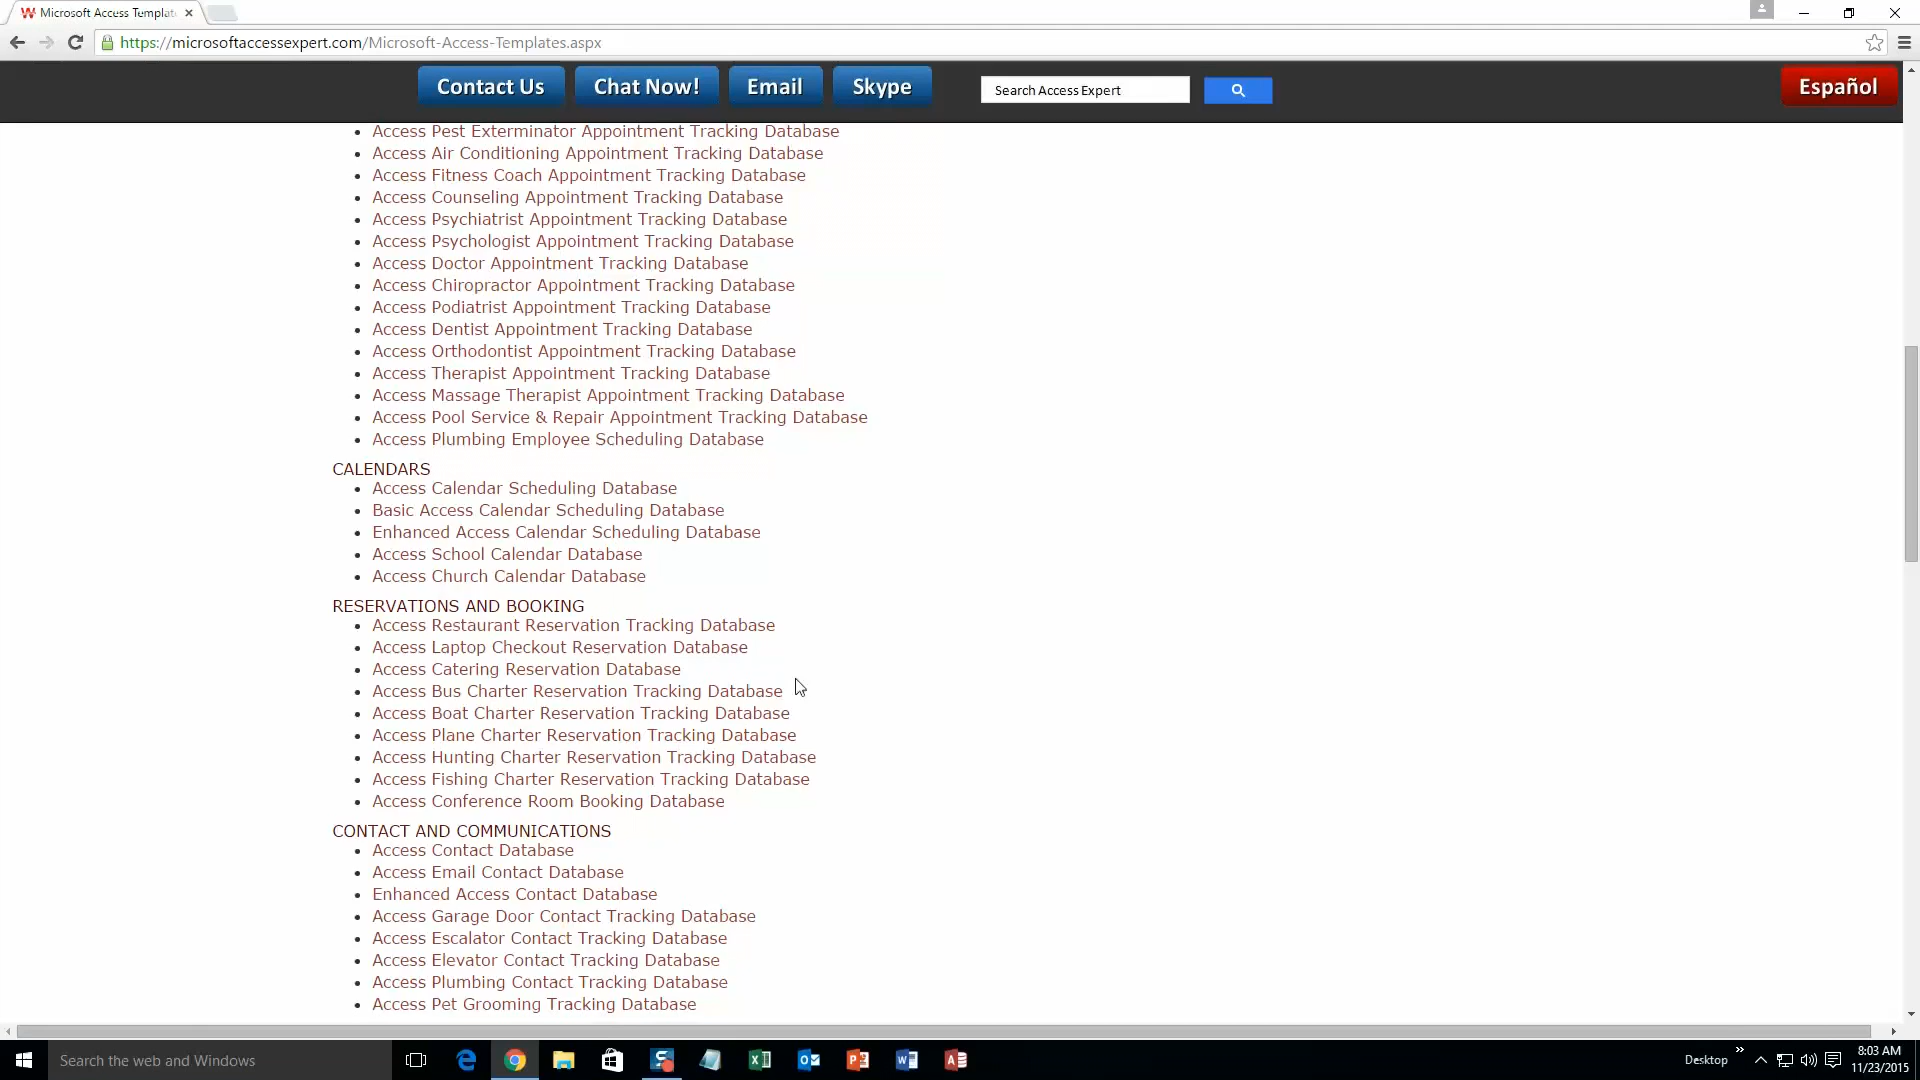 Microsoft Access Templat
https://microsoftaccessexpert.com/Microsoft-Access-Templates.aspx
Contact Us
Chat Now!
Email
Skype
Search Access Expert
Español
Access Pest Exterminator Appointment Tracking Database
Access Air Conditioning Appointment Tracking Database
Access Fitness Coach Appointment Tracking Database
Access Counseling Appointment Tracking Database
Access Psychiatrist Appointment Tracking Database
Access Psychologist Appointment Tracking Database
Access Doctor Appointment Tracking Database
Access Chiropractor Appointment Tracking Database
Access Podiatrist Appointment Tracking Database
Access Dentist Appointment Tracking Database
Access Orthodontist Appointment Tracking Database
Access Therapist Appointment Tracking Database
Access Massage Therapist Appointment Tracking Database
Access Pool Service & Repair Appointment Tracking Database
Access Plumbing Employee Scheduling Database
CALENDARS
Access Calendar Scheduling Database
Basic Access Calendar Scheduling Database
Enhanced Access Calendar Scheduling Database
Access School Calendar Database
Access Church Calendar Database
RESERVATIONS AND BOOKING
Access Restaurant Reservation Tracking Database
Access Laptop Checkout Reservation Database
Access Catering Reservation Database
Access Bus Charter Reservation Tracking Database
Access Boat Charter Reservation Tracking Database
Access Plane Charter Reservation Tracking Database
Access Hunting Charter Reservation Tracking Database
Access Fishing Charter Reservation Tracking Database
Access Conference Room Booking Database
CONTACT AND COMMUNICATIONS
Access Contact Database
Access Email Contact Database
Enhanced Access Contact Database
Access Garage Door Contact Tracking Database
Access Escalator Contact Tracking Database
Access Elevator Contact Tracking Database
Access Plumbing Contact Tracking Database
Access Pet Grooming Tracking Database
Search the web and Windows
Desktop
8:03 AM
11/23/2015